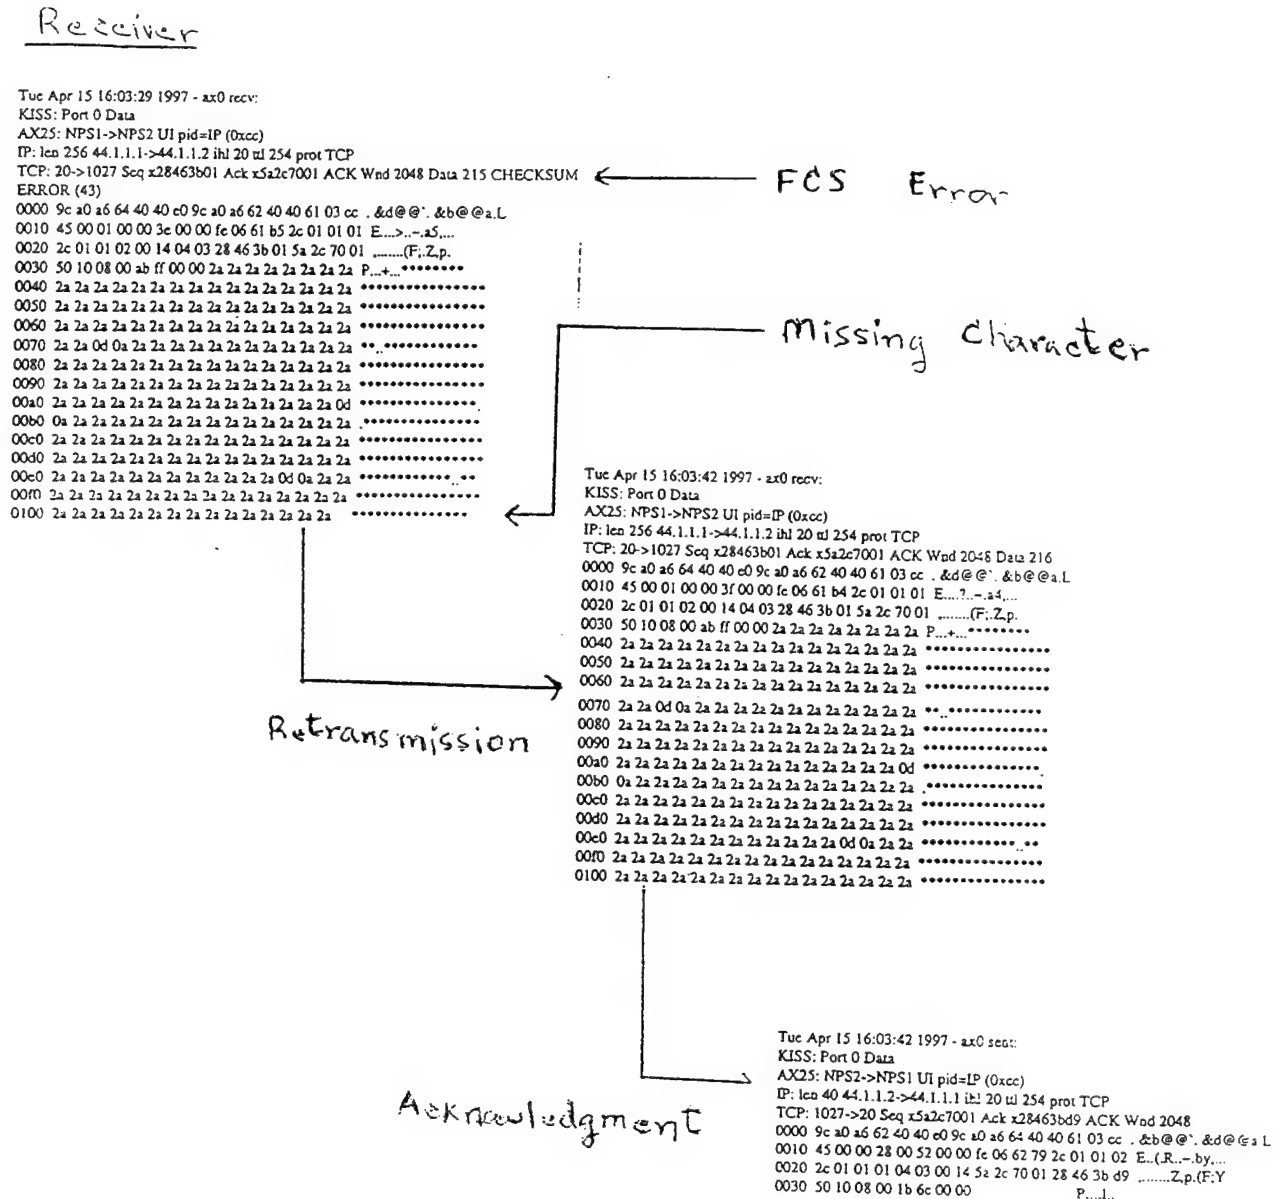 Receiver
Tue Apr 15 16:03:29 1997 - ax0 recv:
KISS: Port 0 Data
AX25: NPS1->NPS2 UI pid=IP (0xcc)
IP: len 256 44.1.1.1->44.1.1.2 ihl 20 ttl 254 prot TCP
TCP: 20->1027 Seq x28463b01 Ack x5a2c7001 ACK Wnd 2048 Data 215 CHECKSUM
ERROR (43)
0000 9c a0 a6 64 40 40 e0 9c a0 a6 62 40 40 61 03 cc . &d@@`. &b@@a.L
0010 45 00 01 00 00 3e 00 00 fe 06 61 b5 2c 01 01 01 E....>..~.a5,...
0020 2c 01 01 02 00 14 04 03 28 46 3b 01 5a 2c 70 01 ,.......(F;.Z,p.
0030 50 10 08 00 ab ff 00 00 2a 2a 2a 2a 2a 2a 2a 2a P...+...********
0040 2a 2a 2a 2a 2a 2a 2a 2a 2a 2a 2a 2a 2a 2a 2a 2a ****************
0050 2a 2a 2a 2a 2a 2a 2a 2a 2a 2a 2a 2a 2a 2a 2a 2a ****************
0060 2a 2a 2a 2a 2a 2a 2a 2a 2a 2a 2a 2a 2a 2a 2a 2a ****************
0070 2a 2a 0d 0a 2a 2a 2a 2a 2a 2a 2a 2a 2a 2a 2a 2a **..************
0080 2a 2a 2a 2a 2a 2a 2a 2a 2a 2a 2a 2a 2a 2a 2a 2a ****************
0090 2a 2a 2a 2a 2a 2a 2a 2a 2a 2a 2a 2a 2a 2a 2a 2a ****************
00a0 2a 2a 2a 2a 2a 2a 2a 2a 2a 2a 2a 2a 2a 2a 2a 0d ***************.
00b0 0a 2a 2a 2a 2a 2a 2a 2a 2a 2a 2a 2a 2a 2a 2a 2a .***************
00c0 2a 2a 2a 2a 2a 2a 2a 2a 2a 2a 2a 2a 2a 2a 2a 2a ****************
00d0 2a 2a 2a 2a 2a 2a 2a 2a 2a 2a 2a 2a 2a 2a 2a 2a ****************
00e0 2a 2a 2a 2a 2a 2a 2a 2a 2a 2a 2a 2a 0d 0a 2a 2a ************..**
00f0 2a 2a 2a 2a 2a 2a 2a 2a 2a 2a 2a 2a 2a 2a 2a 2a ****************
0100 2a 2a 2a 2a 2a 2a 2a 2a 2a 2a 2a 2a 2a 2a 2a ***************
FCS Error
Missing Character
Retransmission
Tue Apr 15 16:03:42 1997 - ax0 recv:
KISS: Port 0 Data
AX25: NPS1->NPS2 UI pid=IP (0xcc)
IP: len 256 44.1.1.1->44.1.1.2 ihl 20 ttl 254 prot TCP
TCP: 20->1027 Seq x28463b01 Ack x5a2c7001 ACK Wnd 2048 Data 216
0000 9c a0 a6 64 40 40 e0 9c a0 a6 62 40 40 61 03 cc . &d@@`. &b@@a.L
0010 45 00 01 00 00 3f 00 00 fe 06 61 b4 2c 01 01 01 E....?..~.a4,...
0020 2c 01 01 02 00 14 04 03 28 46 3b 01 5a 2c 70 01 ,.......(F;.Z,p.
0030 50 10 08 00 ab ff 00 00 2a 2a 2a 2a 2a 2a 2a 2a P...+...********
0040 2a 2a 2a 2a 2a 2a 2a 2a 2a 2a 2a 2a 2a 2a 2a 2a ****************
0050 2a 2a 2a 2a 2a 2a 2a 2a 2a 2a 2a 2a 2a 2a 2a 2a ****************
0060 2a 2a 2a 2a 2a 2a 2a 2a 2a 2a 2a 2a 2a 2a 2a 2a ****************
0070 2a 2a 0d 0a 2a 2a 2a 2a 2a 2a 2a 2a 2a 2a 2a 2a **..************
0080 2a 2a 2a 2a 2a 2a 2a 2a 2a 2a 2a 2a 2a 2a 2a 2a ****************
0090 2a 2a 2a 2a 2a 2a 2a 2a 2a 2a 2a 2a 2a 2a 2a 2a ****************
00a0 2a 2a 2a 2a 2a 2a 2a 2a 2a 2a 2a 2a 2a 2a 2a 0d ***************.
00b0 0a 2a 2a 2a 2a 2a 2a 2a 2a 2a 2a 2a 2a 2a 2a 2a .***************
00c0 2a 2a 2a 2a 2a 2a 2a 2a 2a 2a 2a 2a 2a 2a 2a 2a ****************
00d0 2a 2a 2a 2a 2a 2a 2a 2a 2a 2a 2a 2a 2a 2a 2a 2a ****************
00e0 2a 2a 2a 2a 2a 2a 2a 2a 2a 2a 2a 2a 0d 0a 2a 2a ************..**
00f0 2a 2a 2a 2a 2a 2a 2a 2a 2a 2a 2a 2a 2a 2a 2a 2a ****************
0100 2a 2a 2a 2a 2a 2a 2a 2a 2a 2a 2a 2a 2a 2a 2a 2a ****************
Acknowledgment
Tue Apr 15 16:03:42 1997 - ax0 sent:
KISS: Port 0 Data
AX25: NPS2->NPS1 UI pid=IP (0xcc)
IP: len 40 44.1.1.2->44.1.1.1 ihl 20 ttl 254 prot TCP
TCP: 1027->20 Seq x5a2c7001 Ack x28463bd9 ACK Wnd 2048
0000 9c a0 a6 62 40 40 e0 9c a0 a6 64 40 40 61 03 cc . &b@@`. &d@@a L
0010 45 00 00 28 00 52 00 00 fe 06 62 79 2c 01 01 02 E..(.R..~.by,...
0020 2c 01 01 01 04 03 00 14 5a 2c 70 01 28 46 3b d9 ,.......Z,p.(F;Y
0030 50 10 08 00 1b 6c 00 00 P....l..